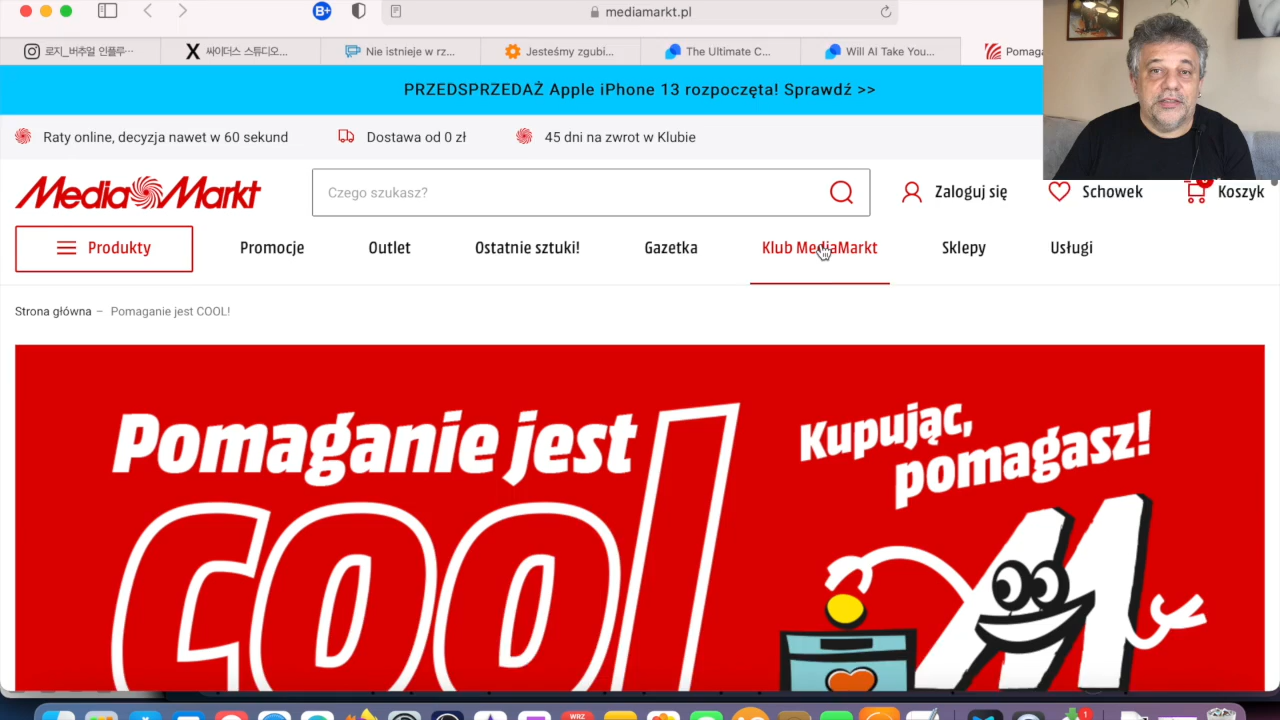 mediamarkt.pl
로지_버추얼 인플루…
싸이더스 스튜디오…
Nie istnieje w rz…
Jesteśmy zgubi…
The Ultimate C…
Will AI Take You…
Pomaga
PRZEDSPRZEDAŻ Apple iPhone 13 rozpoczęta! Sprawdź >>
Raty online, decyzja nawet w 60 sekund
Dostawa od 0 zł
45 dni na zwrot w Klubie
Media Markt
Czego szukasz?
Zaloguj się
Schowek
Koszyk
Produkty
Promocje
Outlet
Ostatnie sztuki!
Gazetka
Klub MediaMarkt
Sklepy
Usługi
Strona główna – Pomaganie jest COOL!
Pomaganie jest
cool
Kupując,
pomagasz!
WRZ